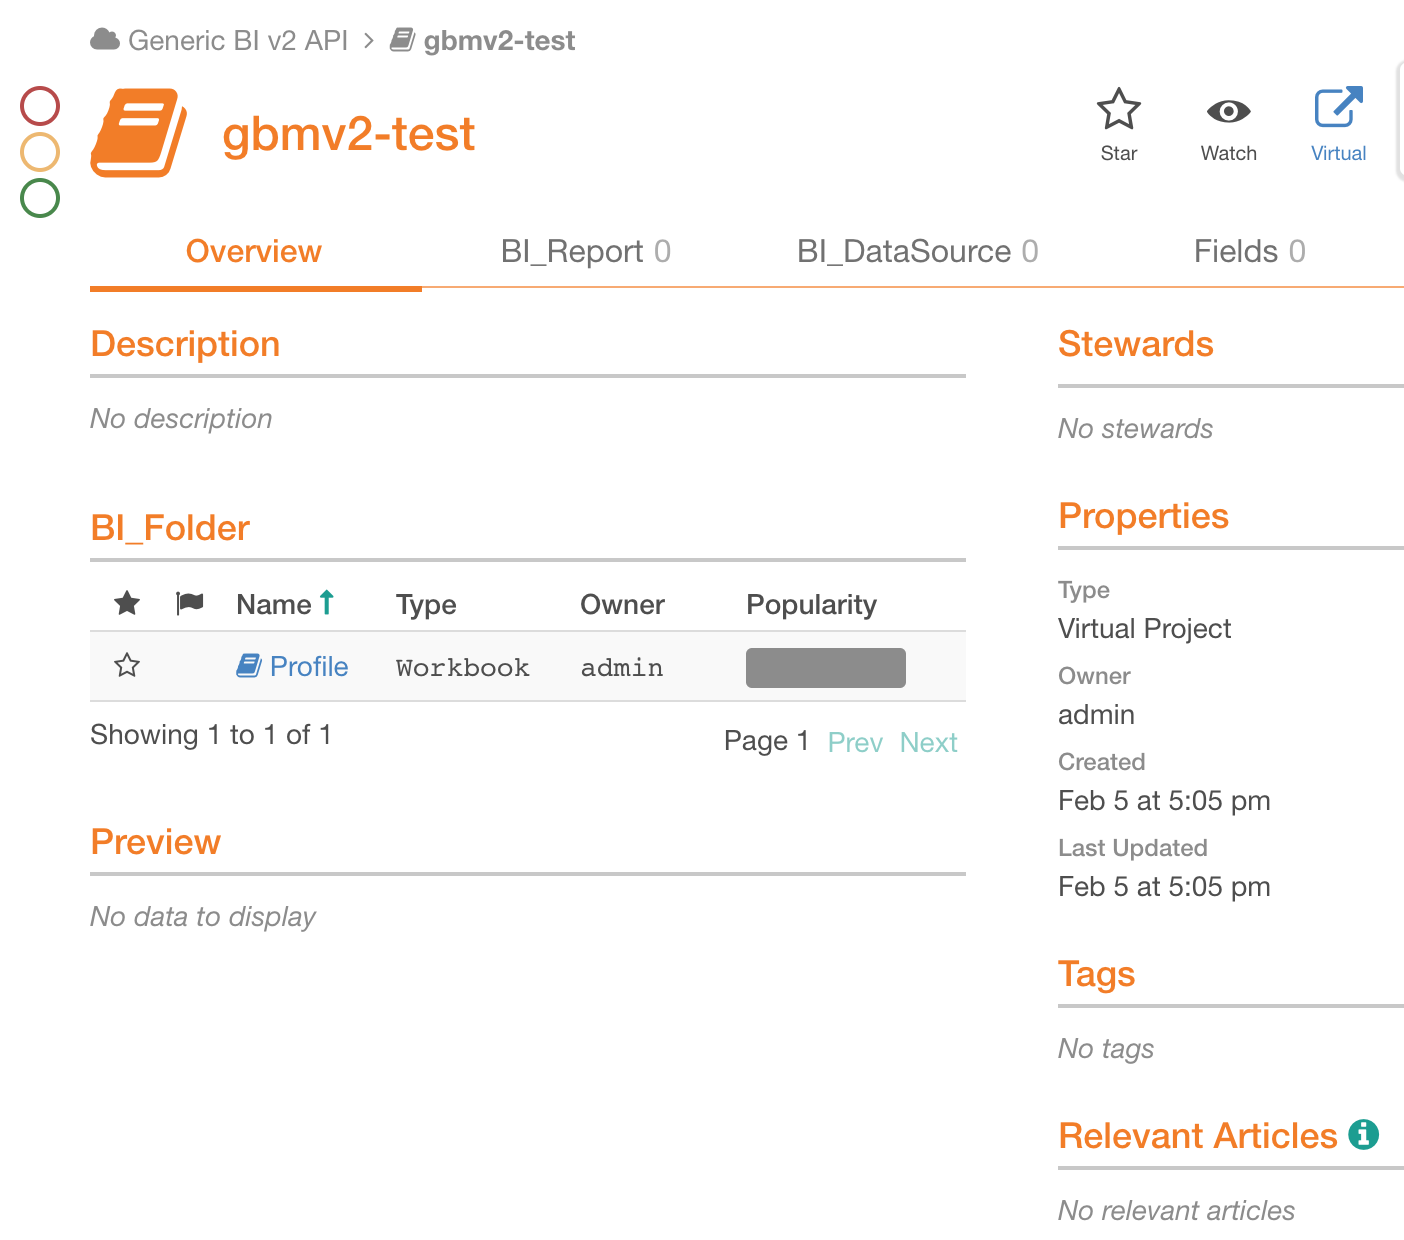 Generic BI v2 API > gbmv2-test
gbmv2-test
Star
Watch
Virtual
Overview
BI_Report 0
BI_DataSource 0
Fields 0
Description
No description
BI_Folder
Name Type Owner Popularity
Profile Workbook admin
Showing 1 to 1 of 1
Page 1 Prev Next
Preview
No data to display
Stewards
No stewards
Properties
Type
Virtual Project
Owner
admin
Created
Feb 5 at 5:05 pm
Last Updated
Feb 5 at 5:05 pm
Tags
No tags
Relevant Articles
No relevant articles